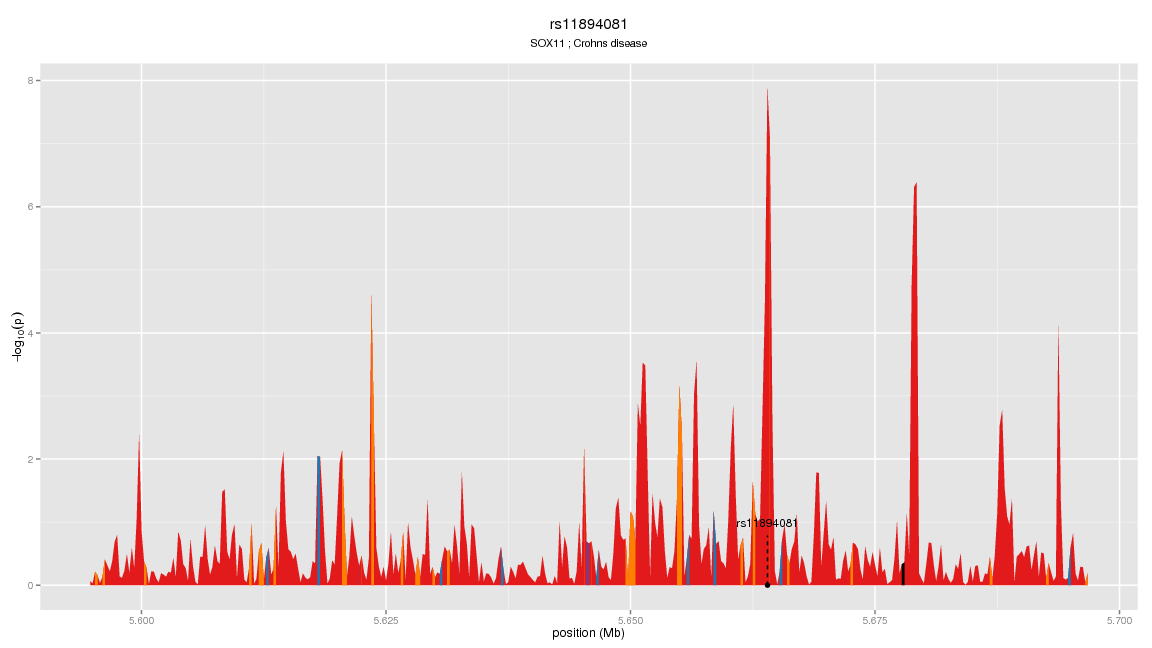 rs11894081
SOX11 ; Crohns disease
8
6
4
2
0
−log10(p)
rs11894081
5.600
5.625
5.650
5.675
5.700
position (Mb)